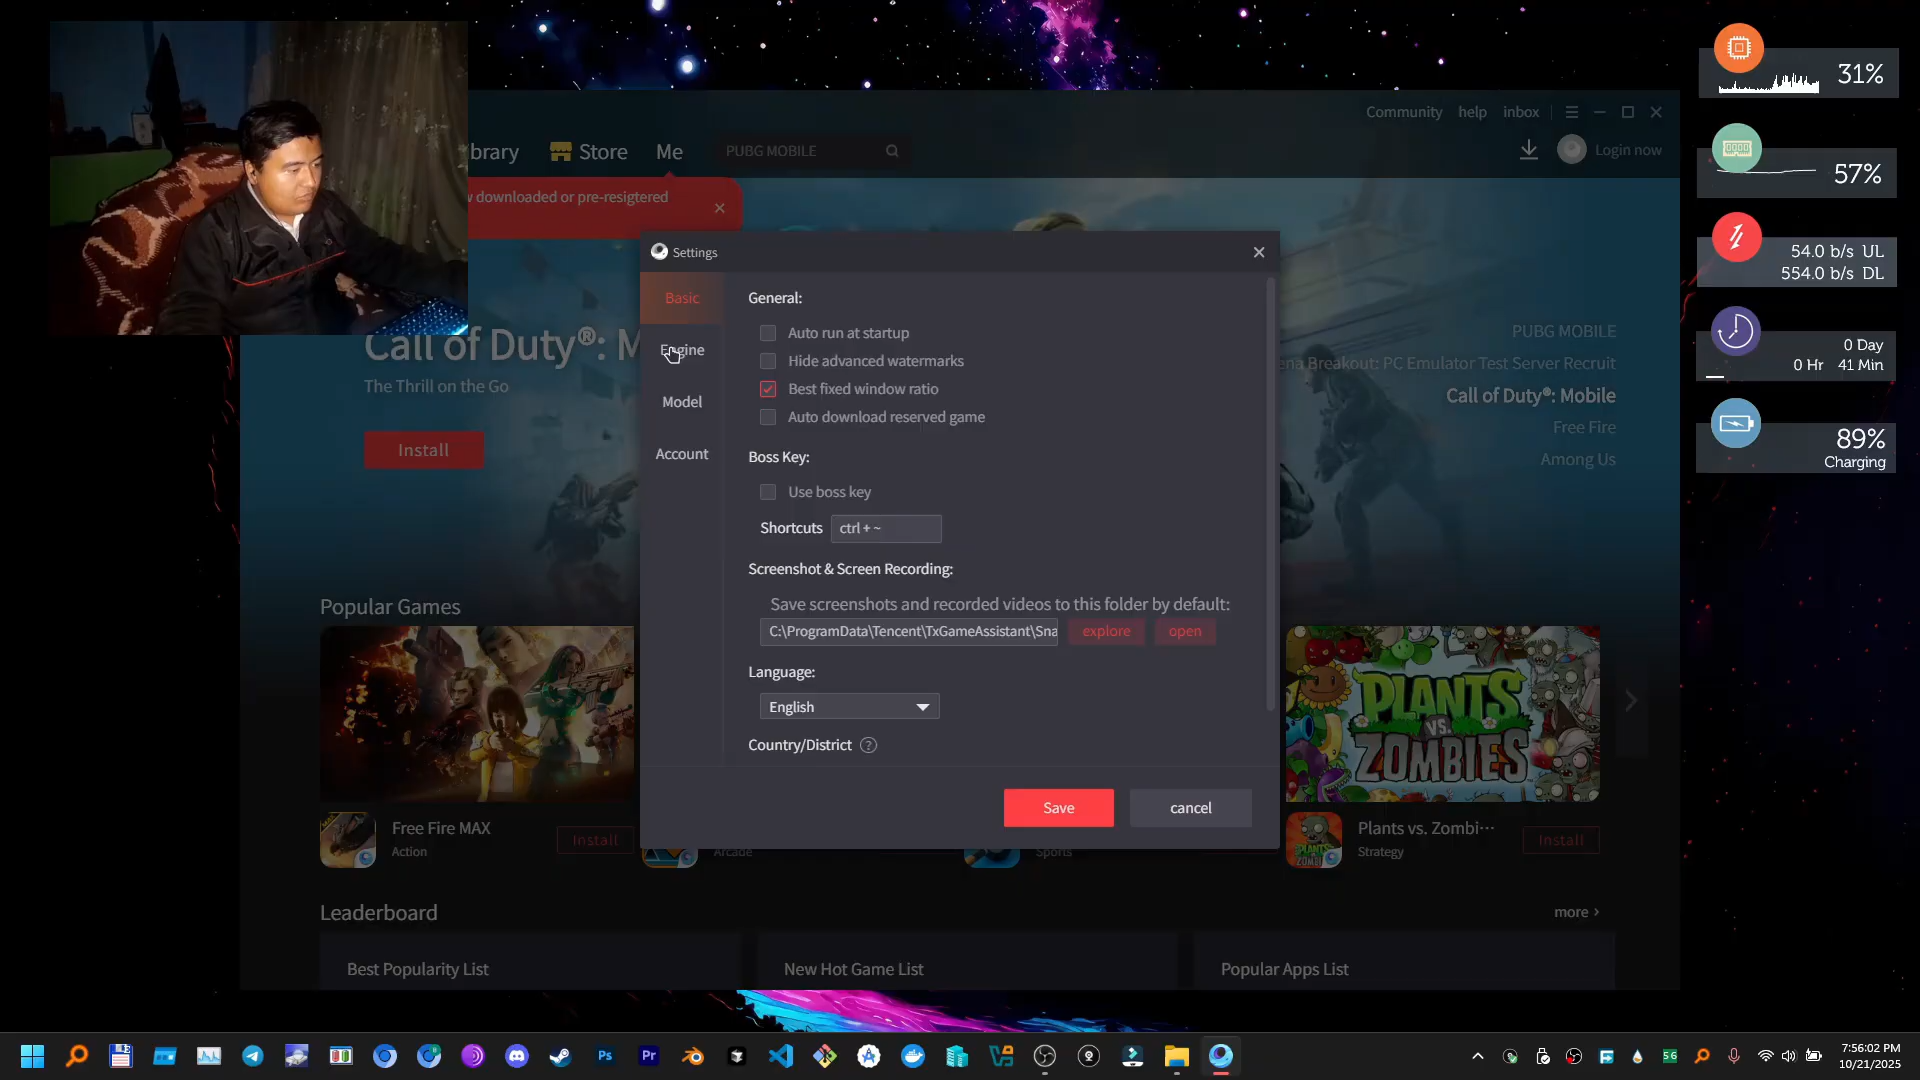 Community help inbox
brary Store Me PUBG MOBILE Login now
w downloaded or pre-resigtered
Settings
Basic
Engine
Model
Account
General:
Auto run at startup
Hide advanced watermarks
Best fixed window ratio
Auto download reserved game
Boss Key:
Use boss key
Shortcuts ctrl + ~
Screenshot & Screen Recording:
Save screenshots and recorded videos to this folder by default:
C:\ProgramData\Tencent\TxGameAssistant\Sna explore open
Language:
English
Country/District ?
Save cancel
Call of Duty®: M
The Thrill on the Go
Install
PUBG MOBILE
ena Breakout: PC Emulator Test Server Recruit
Call of Duty®: Mobile
Free Fire
Among Us
Popular Games
Free Fire MAX
Action
Install
Arcade
Sports
PLANTS
VS.
ZOMBIES
Plants vs. Zombi···
Strategy
Install
Leaderboard more ›
Best Popularity List New Hot Game List Popular Apps List
31%
57%
54.0 b/s UL
554.0 b/s DL
0 Day
0 Hr 41 Min
89%
Charging
Ps Pr
56
7:56:02 PM
10/21/2025